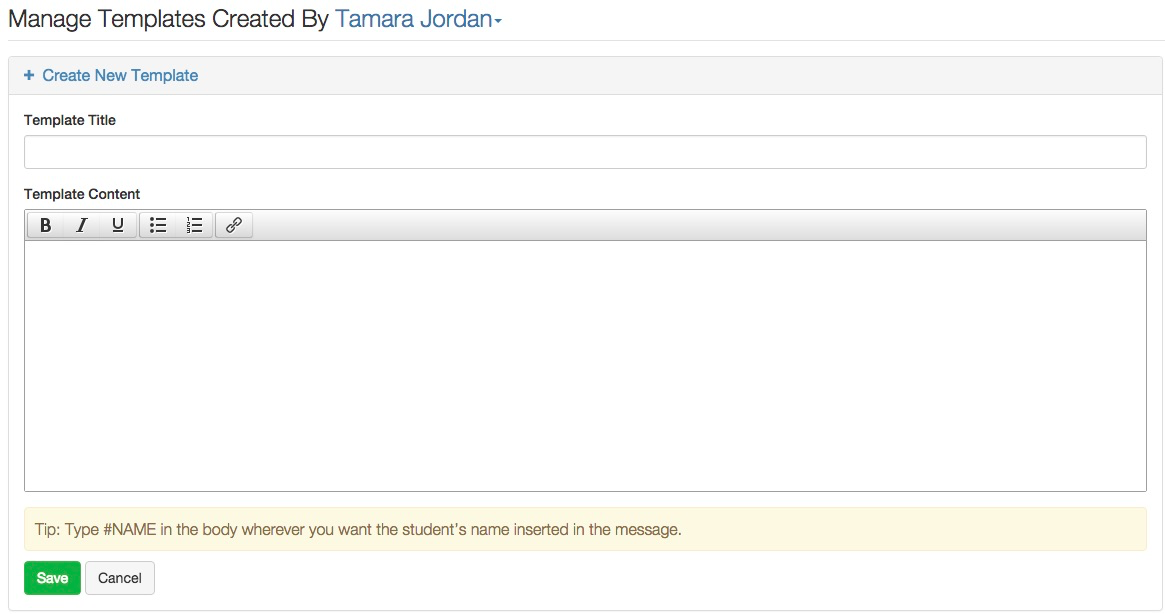 Manage Templates Created By Tamara Jordan
+ Create New Template
Template Title
Template Content
B I U
Tip: Type #NAME in the body wherever you want the student's name inserted in the message.
Save Cancel